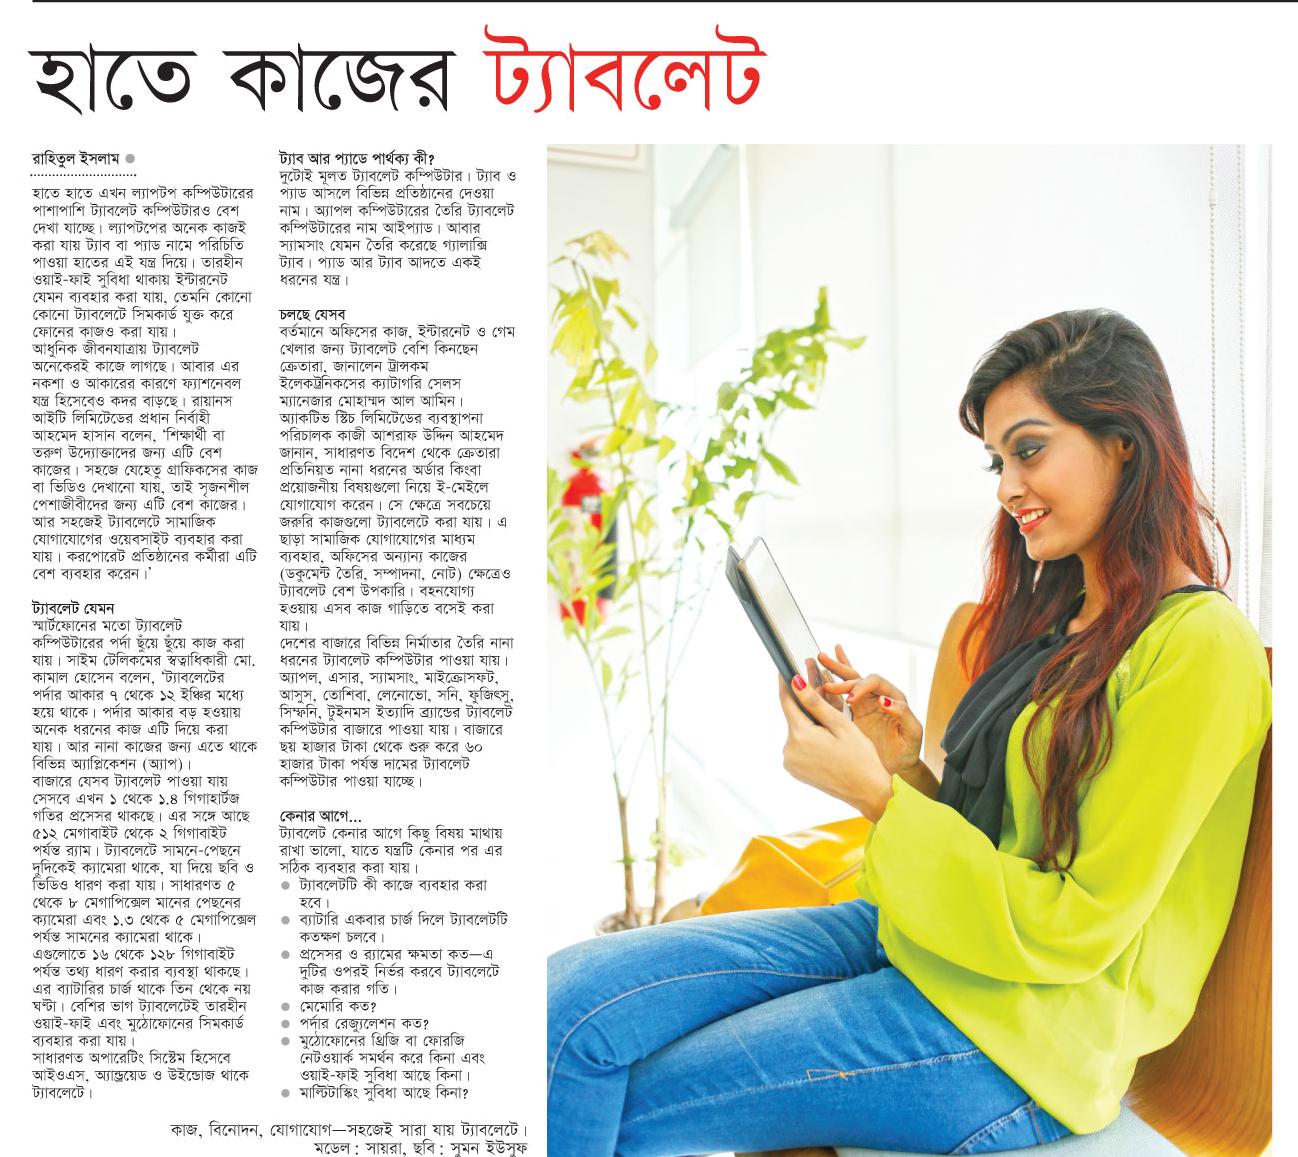 হাতে কাজের ট্যাবলেট
রাহিতুল ইসলাম ●
হাতে হাতে এখন ল্যাপটপ কম্পিউটারের
পাশাপাশি ট্যাবলেট কম্পিউটারও বেশ
দেখা যাচ্ছে। ল্যাপটপের অনেক কাজই
করা যায় ট্যাব বা প্যাড নামে পরিচিতি
পাওয়া হাতের এই যন্ত্র দিয়ে। তারহীন
ওয়াই-ফাই সুবিধা থাকায় ইন্টারনেট
যেমন ব্যবহার করা যায়, তেমনি কোনো
কোনো ট্যাবলেটে সিমকার্ড যুক্ত করে
ফোনের কাজও করা যায়।
আধুনিক জীবনযাত্রায় ট্যাবলেট
অনেকেরই কাজে লাগছে। আবার এর
নকশা ও আকারের কারণে ফ্যাশনেবল
যন্ত্র হিসেবেও কদর বাড়ছে। রায়ানস
আইটি লিমিটেডের প্রধান নির্বাহী
আহমেদ হাসান বলেন, ‘শিক্ষার্থী বা
তরুণ উদ্যোক্তাদের জন্য এটি বেশ
কাজের। সহজে যেহেতু গ্রাফিকসের কাজ
বা ভিডিও দেখানো যায়, তাই সৃজনশীল
পেশাজীবীদের জন্য এটি বেশ কাজের।
আর সহজেই ট্যাবলেটে সামাজিক
যোগাযোগের ওয়েবসাইট ব্যবহার করা
যায়। করপোরেট প্রতিষ্ঠানের কর্মীরা এটি
বেশ ব্যবহার করেন।’
ট্যাবলেট যেমন
স্মার্টফোনের মতো ট্যাবলেট
কম্পিউটারের পর্দা ছুঁয়ে ছুঁয়ে কাজ করা
যায়। সাইম টেলিকমের স্বত্বাধিকারী মো.
কামাল হোসেন বলেন, ‘ট্যাবলেটের
পর্দার আকার ৭ থেকে ১২ ইঞ্চির মধ্যে
হয়ে থাকে। পর্দার আকার বড় হওয়ায়
অনেক ধরনের কাজ এটি দিয়ে করা
যায়। আর নানা কাজের জন্য এতে থাকে
বিভিন্ন অ্যাপ্লিকেশন (অ্যাপ)।
বাজারে যেসব ট্যাবলেট পাওয়া যায়
সেসবে এখন ১ থেকে ১.৪ গিগাহার্টজ
গতির প্রসেসর থাকছে। এর সঙ্গে আছে
৫১২ মেগাবাইট থেকে ২ গিগাবাইট
পর্যন্ত র‍্যাম। ট্যাবলেটে সামনে-পেছনে
দুদিকেই ক্যামেরা থাকে, যা দিয়ে ছবি ও
ভিডিও ধারণ করা যায়। সাধারণত ৫
থেকে ৮ মেগাপিক্সেল মানের পেছনের
ক্যামেরা এবং ১.৩ থেকে ৫ মেগাপিক্সেল
পর্যন্ত সামনের ক্যামেরা থাকে।
এগুলোতে ১৬ থেকে ১২৮ গিগাবাইট
পর্যন্ত তথ্য ধারণ করার ব্যবস্থা থাকছে।
এর ব্যাটারির চার্জ থাকে তিন থেকে নয়
ঘণ্টা। বেশির ভাগ ট্যাবলেটেই তারহীন
ওয়াই-ফাই এবং মুঠোফোনের সিমকার্ড
ব্যবহার করা যায়।
সাধারণত অপারেটিং সিস্টেম হিসেবে
আইওএস, অ্যান্ড্রয়েড ও উইন্ডোজ থাকে
ট্যাবলেটে।
ট্যাব আর প্যাডে পার্থক্য কী?
দুটোই মূলত ট্যাবলেট কম্পিউটার। ট্যাব ও
প্যাড আসলে বিভিন্ন প্রতিষ্ঠানের দেওয়া
নাম। অ্যাপল কম্পিউটারের তৈরি ট্যাবলেট
কম্পিউটারের নাম আইপ্যাড। আবার
স্যামসাং যেমন তৈরি করেছে গ্যালাক্সি
ট্যাব। প্যাড আর ট্যাব আদতে একই
ধরনের যন্ত্র।
চলছে যেসব
বর্তমানে অফিসের কাজ, ইন্টারনেট ও গেম
খেলার জন্য ট্যাবলেট বেশি কিনছেন
ক্রেতারা, জানালেন ট্রান্সকম
ইলেকট্রনিকসের ক্যাটাগরি সেলস
ম্যানেজার মোহাম্মদ আল আমিন।
অ্যাকটিভ স্টিচ লিমিটেডের ব্যবস্থাপনা
পরিচালক কাজী আশরাফ উদ্দিন আহমেদ
জানান, সাধারণত বিদেশ থেকে ক্রেতারা
প্রতিনিয়ত নানা ধরনের অর্ডার কিংবা
প্রয়োজনীয় বিষয়গুলো নিয়ে ই-মেইলে
যোগাযোগ করেন। সে ক্ষেত্রে সবচেয়ে
জরুরি কাজগুলো ট্যাবলেটে করা যায়। এ
ছাড়া সামাজিক যোগাযোগের মাধ্যম
ব্যবহার, অফিসের অন্যান্য কাজের
(ডকুমেন্ট তৈরি, সম্পাদনা, নোট) ক্ষেত্রেও
ট্যাবলেট বেশ উপকারি। বহনযোগ্য
হওয়ায় এসব কাজ গাড়িতে বসেই করা
যায়।
দেশের বাজারে বিভিন্ন নির্মাতার তৈরি নানা
ধরনের ট্যাবলেট কম্পিউটার পাওয়া যায়।
অ্যাপল, এসার, স্যামসাং, মাইক্রোসফট,
আসুস, তোশিবা, লেনোভো, সনি, ফুজিৎসু,
সিম্ফনি, টুইনমস ইত্যাদি ব্র্যান্ডের ট্যাবলেট
কম্পিউটার বাজারে পাওয়া যায়। বাজারে
ছয় হাজার টাকা থেকে শুরু করে ৬০
হাজার টাকা পর্যন্ত দামের ট্যাবলেট
কম্পিউটার পাওয়া যাচ্ছে।
কেনার আগে...
ট্যাবলেট কেনার আগে কিছু বিষয় মাথায়
রাখা ভালো, যাতে যন্ত্রটি কেনার পর এর
সঠিক ব্যবহার করা যায়।
● ট্যাবলেটটি কী কাজে ব্যবহার করা
হবে।
● ব্যাটারি একবার চার্জ দিলে ট্যাবলেটটি
কতক্ষণ চলবে।
● প্রসেসর ও র‍্যামের ক্ষমতা কত—এ
দুটির ওপরই নির্ভর করবে ট্যাবলেটে
কাজ করার গতি।
● মেমোরি কত?
● পর্দার রেজ্যুলেশন কত?
● মুঠোফোনের থ্রিজি বা ফোরজি
নেটওয়ার্ক সমর্থন করে কিনা এবং
ওয়াই-ফাই সুবিধা আছে কিনা।
● মাল্টিটাস্কিং সুবিধা আছে কিনা?
কাজ, বিনোদন, যোগাযোগ—সহজেই সারা যায় ট্যাবলেটে।
মডেল: সায়রা, ছবি: সুমন ইউসুফ